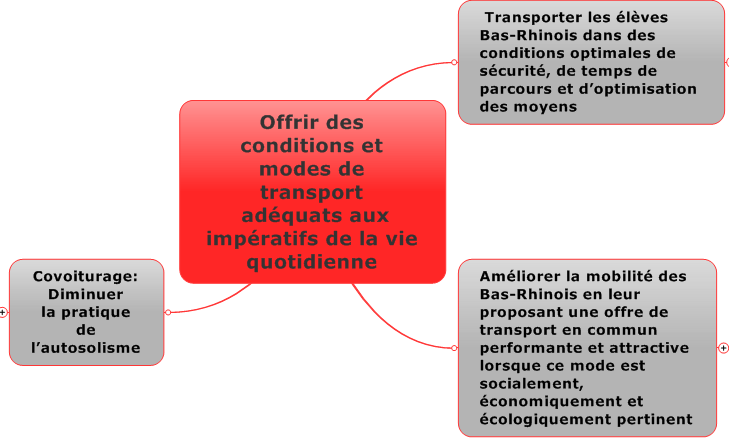 Transporter les élèves
Bas-Rhinois dans des
conditions optimales de
sécurité, de temps de
parcours et d’optimisation
des moyens
Offrir des
conditions et
modes de
transport
adéquats aux
impératifs de la vie
quotidienne
Covoiturage:
Diminuer
la pratique
de
l’autosolisme
Améliorer la mobilité des
Bas-Rhinois en leur
proposant une offre de
transport en commun
performante et attractive
lorsque ce mode est
socialement,
économiquement et
écologiquement pertinent